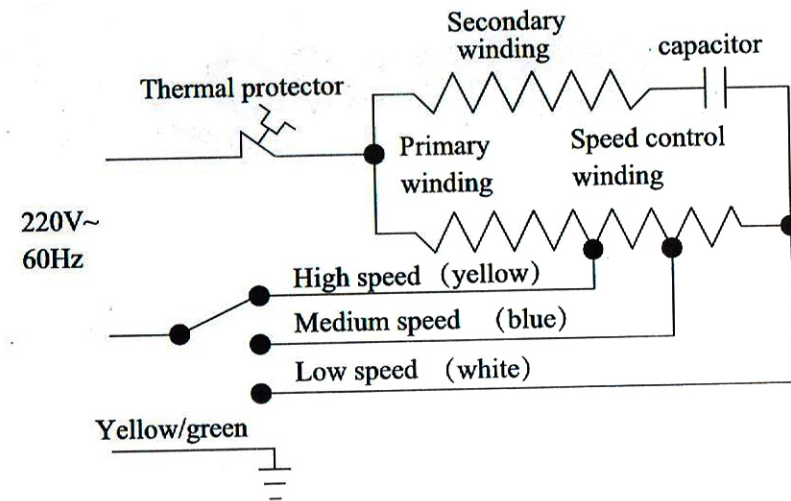 Secondary
winding
capacitor
Thermal protector
Primary
winding
Speed control
winding
220V~
60Hz
High speed (yellow)
Medium speed (blue)
Low speed (white)
Yellow/green